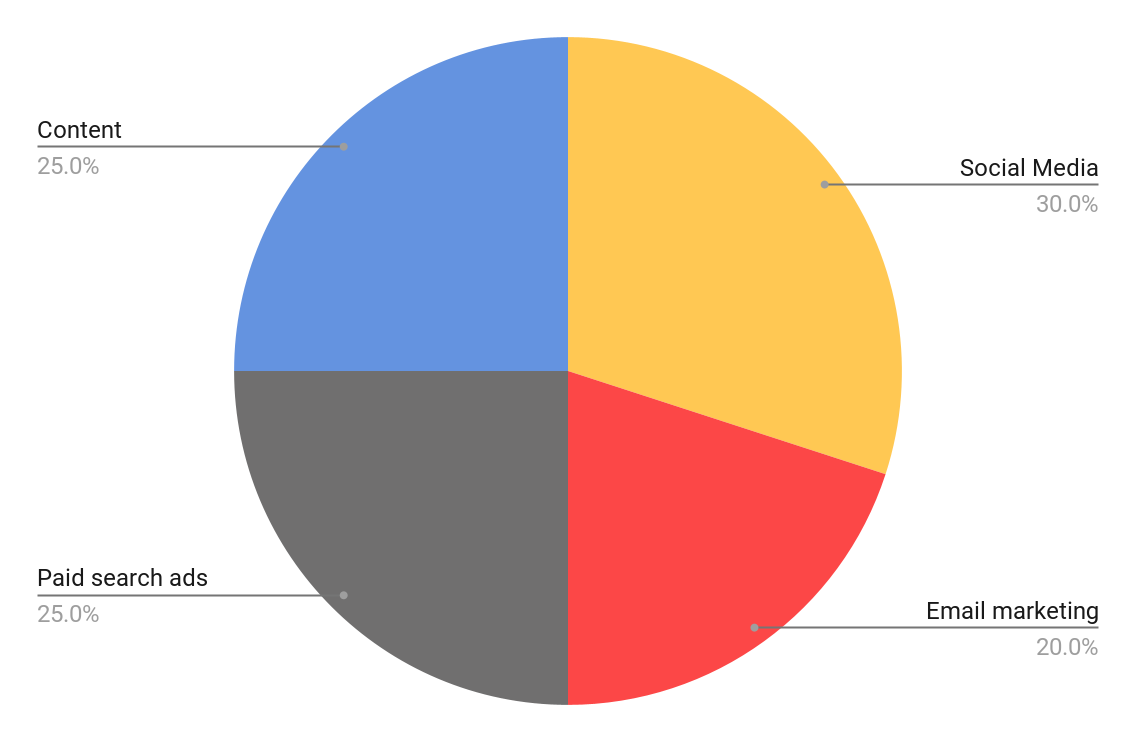 Content
25.0%
Social Media
30.0%
Paid search ads
25.0%
Email marketing
20.0%